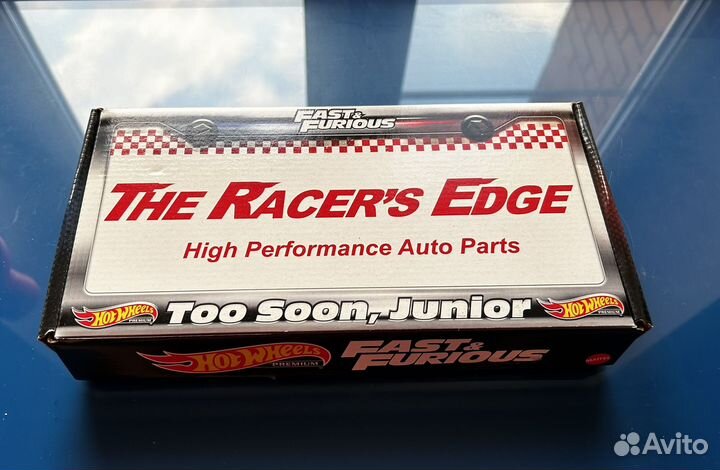 FAST & FURIOUS
THE RACER'S EDGE
High Performance Auto Parts
HOT WHEELS PREMIUM
TOO SOON, JUNIOR
HOT WHEELS PREMIUM
HOT WHEELS PREMIUM
FAST & FURIOUS
MATTEL
Avito